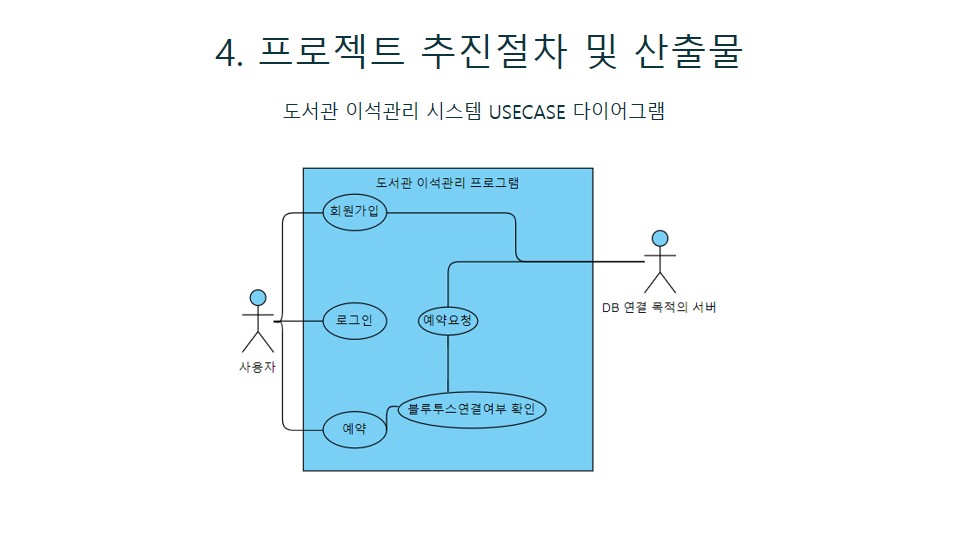 4. 프로젝트 추진절차 및 산출물
도서관 이석관리 시스템 USECASE 다이어그램
도서관 이석관리 프로그램
회원가입
로그인
예약요청
예약
블루투스연결여부 확인
사용자
DB 연결 목적의 서버